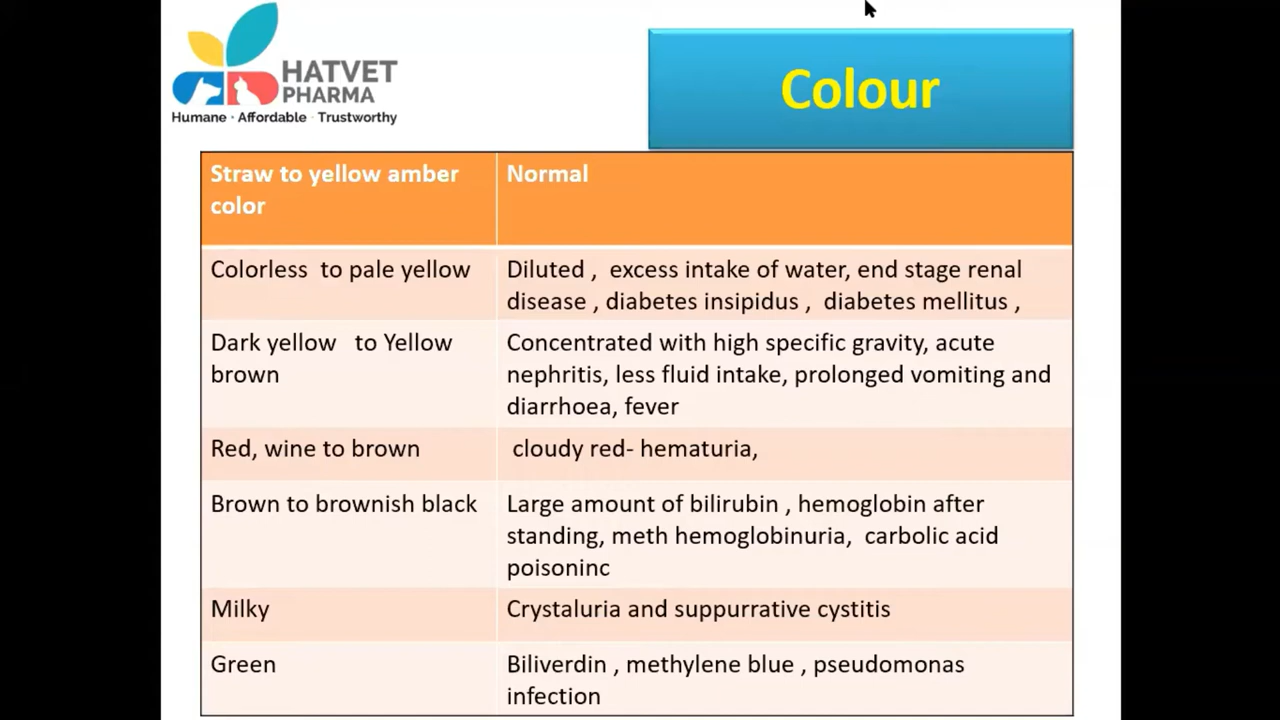 HATVET
PHARMA
Humane · Affordable · Trustworthy
Colour
Straw to yellow amber
color
Normal
Colorless to pale yellow
Diluted , excess intake of water, end stage renal
disease , diabetes insipidus , diabetes mellitus ,
Dark yellow to Yellow
brown
Concentrated with high specific gravity, acute
nephritis, less fluid intake, prolonged vomiting and
diarrhoea, fever
Red, wine to brown
cloudy red- hematuria,
Brown to brownish black
Large amount of bilirubin , hemoglobin after
standing, meth hemoglobinuria, carbolic acid
poisoninc
Milky
Crystaluria and suppurrative cystitis
Green
Biliverdin , methylene blue , pseudomonas
infection